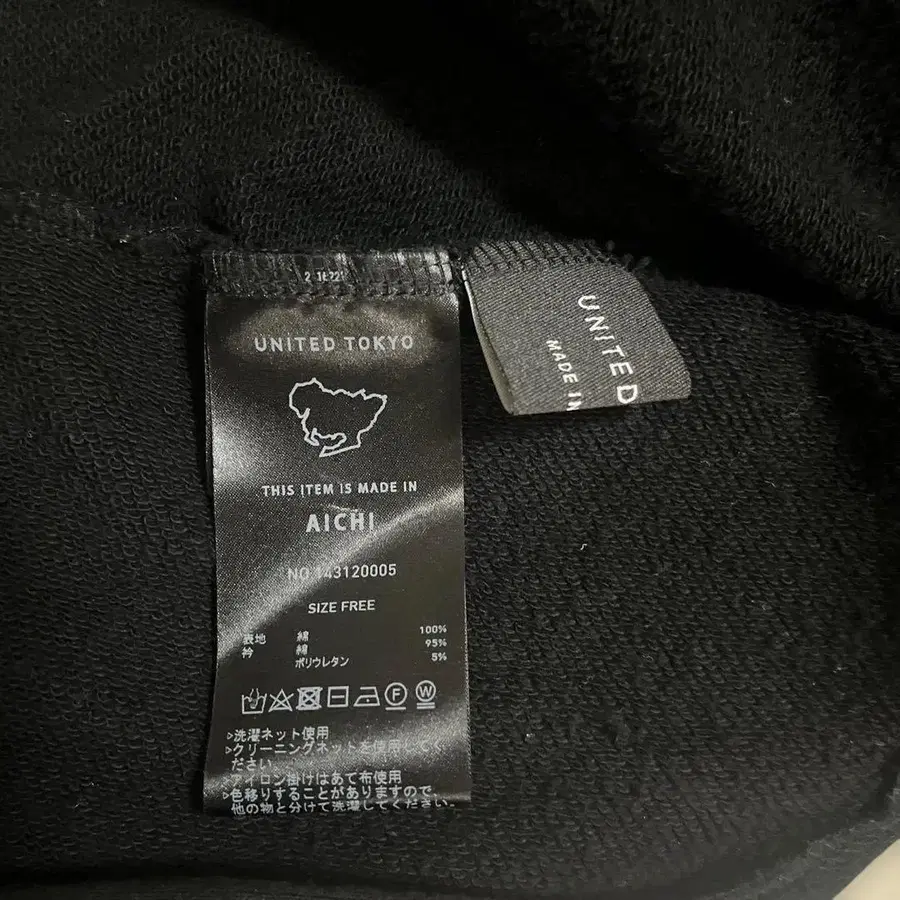 UNITED TOKYO
THIS ITEM IS MADE IN
AICHI
NO.143120005
SIZE FREE
表地 綿 100%
衿 綿 95%
ポリウレタン 5%
F W
▷洗濯ネット使用
▷クリーニングネットを使用してく
ださい
▷アイロン掛けはあて布使用
▷色移りすることがありますので、
他の物と分けて洗濯してください。
UNITED
MADE IN